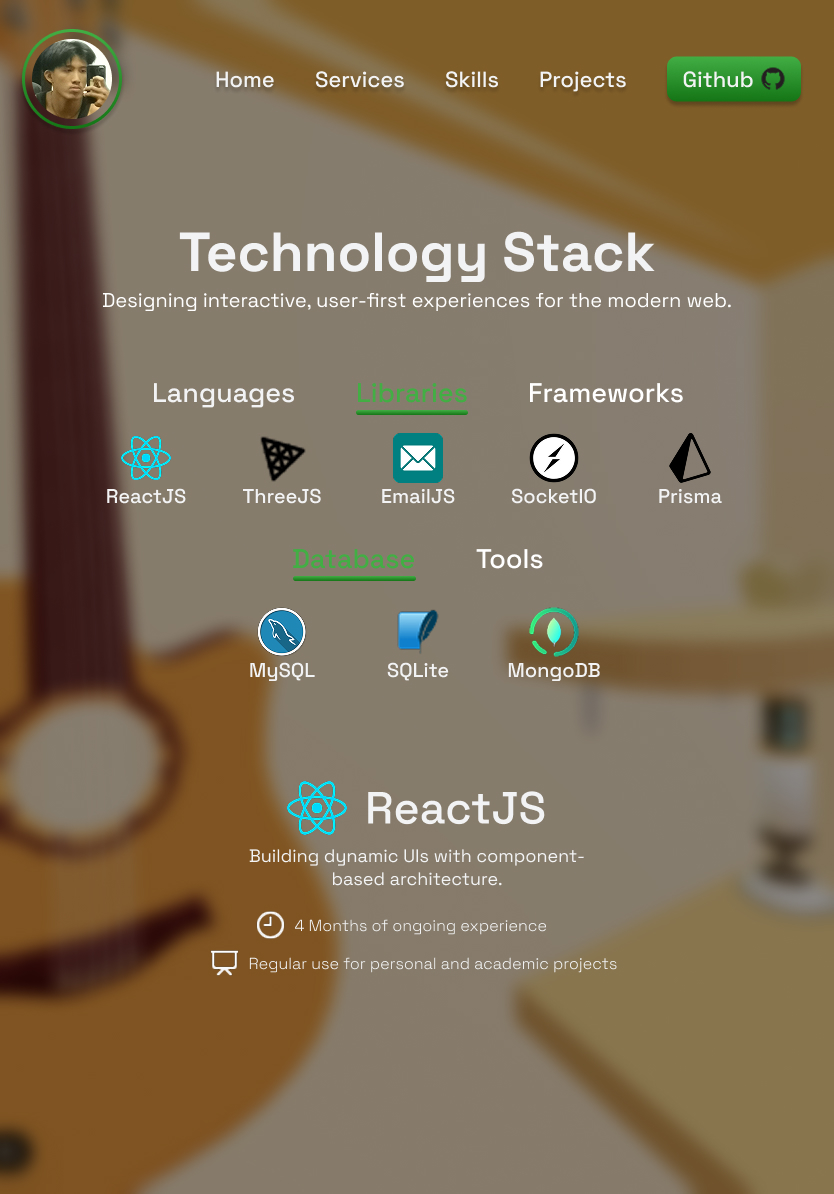 Home Services Skills Projects Github
Technology Stack
Designing interactive, user-first experiences for the modern web.
Languages Libraries Frameworks
ReactJS ThreeJS EmailJS SocketIO Prisma
Database Tools
MySQL SQLite MongoDB
ReactJS
Building dynamic UIs with component-
based architecture.
4 Months of ongoing experience
Regular use for personal and academic projects